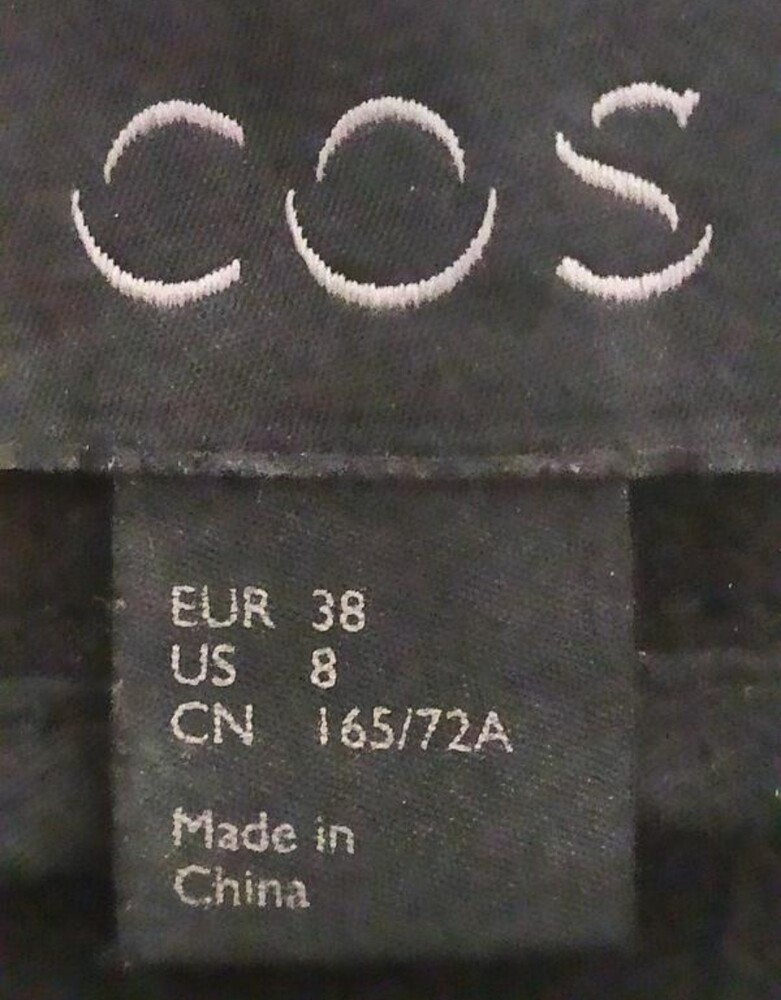 COS
EUR 38
US 8
CN 165/72A
Made in
China